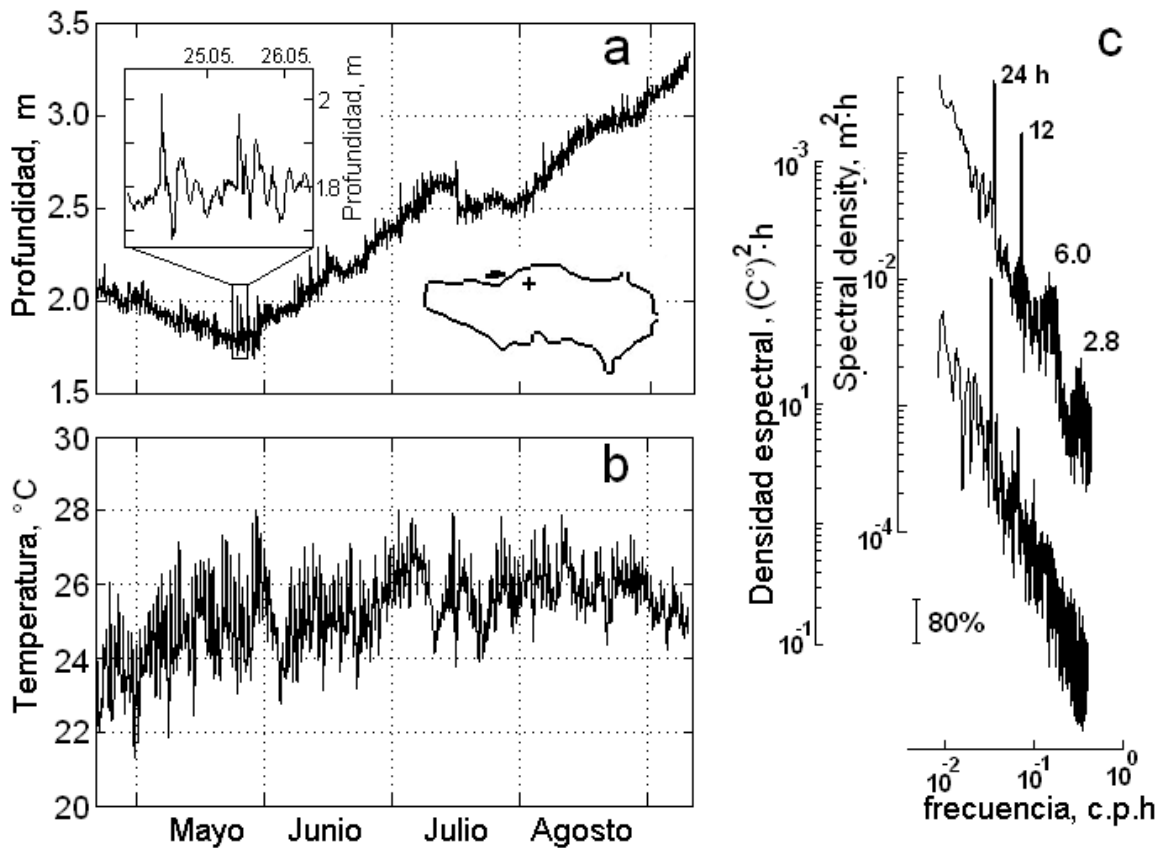 a
3.5
3.0
2.5
2.0
1.5
Profundidad, m
25.05.
26.05.
2
1.8
Profundidad, m
b
30
28
26
24
22
20
Temperatura, °C
Mayo
Junio
Julio
Agosto
c
24 h
12
6.0
2.8
Spectral density, m²·h
10⁻²
10⁻⁴
Densidad espectral, (C°)²·h
10⁻³
10¹
10⁻¹
80%
10⁻²
10⁻¹
10⁰
frecuencia, c.p.h